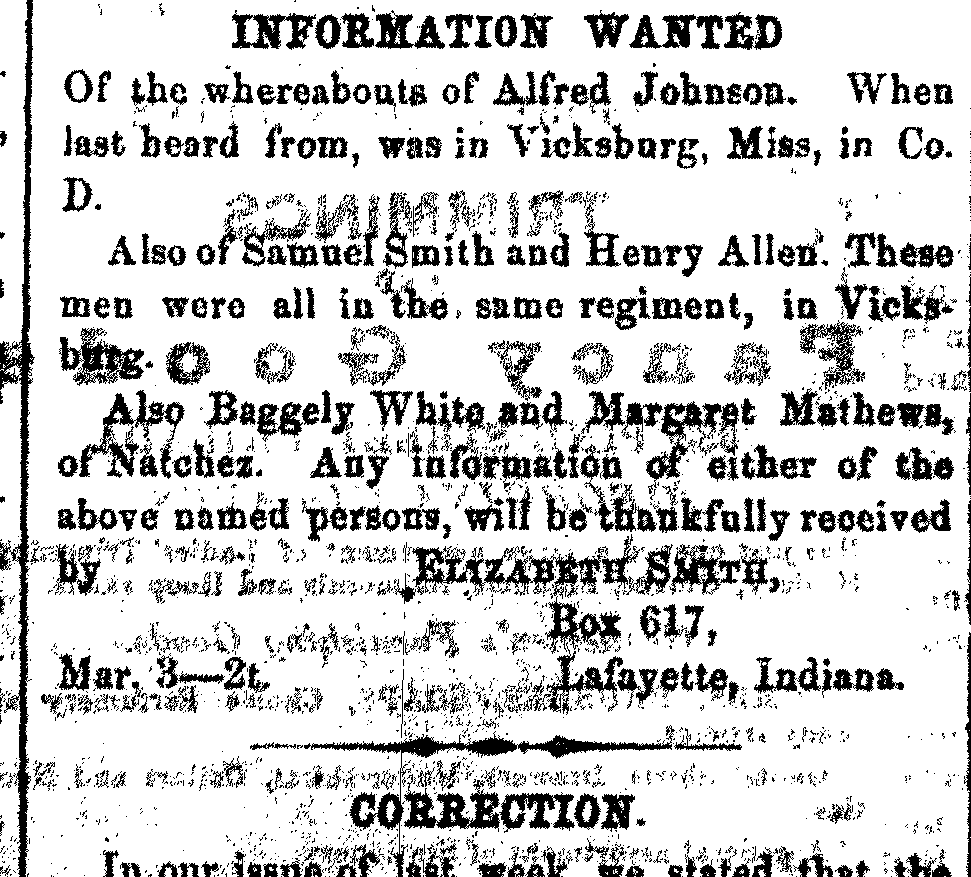 INFORMATION WANTED
Of the whereabouts of Alfred Johnson. When
last heard from, was in Vicksburg, Miss, in Co.
D.
Also of Samuel Smith and Henry Allen. These
men were all in the same regiment, in Vicks-
burg.
Also Baggely White and Margaret Mathews,
of Natchez. Any information of either of the
above named persons, will be thankfully received
by ELIZABETH SMITH,
Box 617,
Mar. 3—2t. Lafayette, Indiana.
CORRECTION.
In our issue of last week, we stated that the